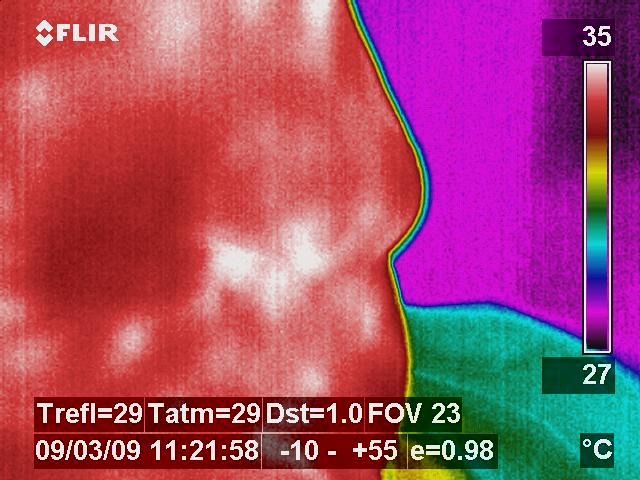 FLIR
35
27
Trefl=29 Tatm=29 Dst=1.0 FOV 23
09/03/09 11:21:58 -10 - +55 e=0.98 °C